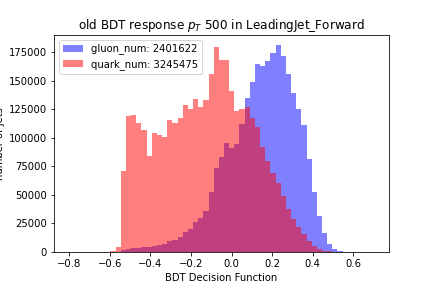 old BDT response pT 500 in LeadingJet_Forward
gluon_num: 2401622
quark_num: 3245475
175000
150000
125000
100000
75000
50000
25000
0
number of jets
−0.8 −0.6 −0.4 −0.2 0.0 0.2 0.4 0.6
BDT Decision Function